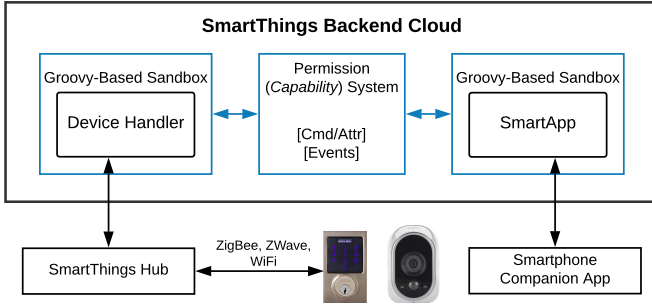 SmartThings Backend Cloud
Groovy-Based Sandbox
Device Handler
Permission
(Capability) System
[Cmd/Attr]
[Events]
Groovy-Based Sandbox
SmartApp
SmartThings Hub
ZigBee, ZWave,
WiFi
Smartphone
Companion App